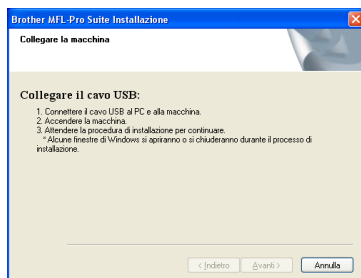 Brother MFL-Pro Suite Installazione
Collegare la macchina
Collegare il cavo USB:
1. Connettere il cavo USB al PC e alla macchina.
2. Accendere la macchina.
3. Attendere la procedura di installazione per continuare.
* Alcune finestre di Windows si apriranno o si chiuderanno durante il processo di
installazione.
< Indietro Avanti > Annulla